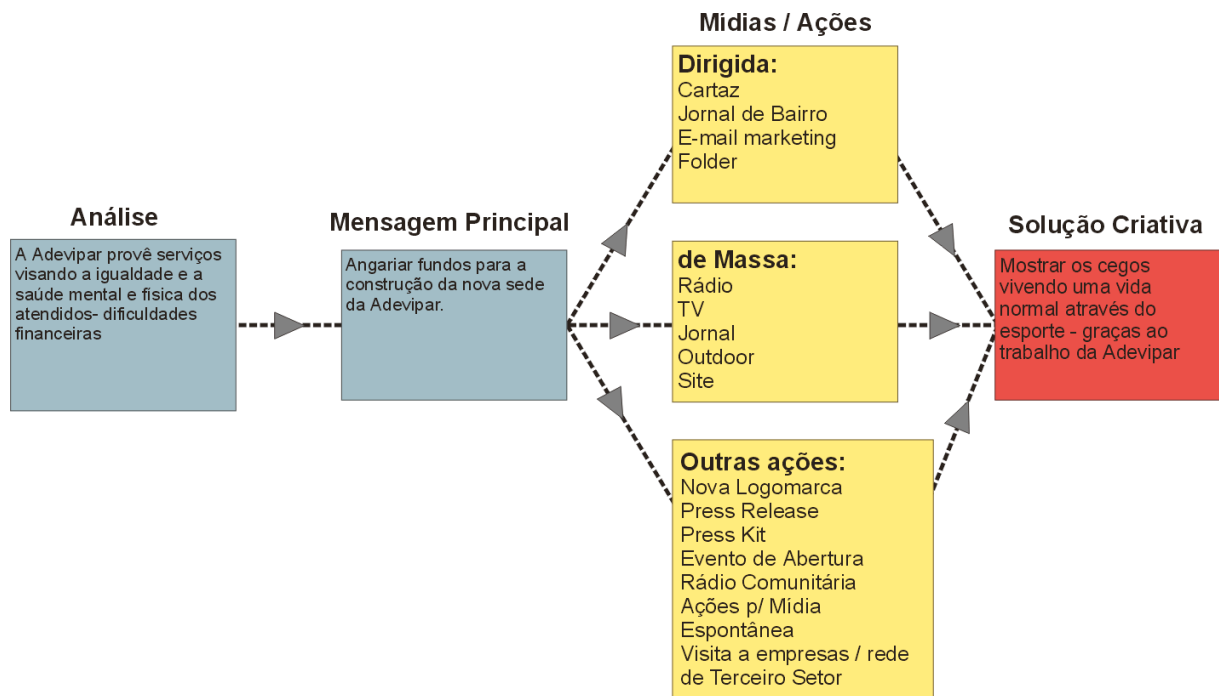 Análise
A Adevipar provê serviços
visando a igualdade e a
saúde mental e física dos
atendidos- dificuldades
financeiras
Mensagem Principal
Angariar fundos para a
construção da nova sede
da Adevipar.
Mídias / Ações
Dirigida:
Cartaz
Jornal de Bairro
E-mail marketing
Folder
de Massa:
Rádio
TV
Jornal
Outdoor
Site
Outras ações:
Nova Logomarca
Press Release
Press Kit
Evento de Abertura
Rádio Comunitária
Ações p/ Mídia
Espontânea
Visita a empresas / rede
de Terceiro Setor
Solução Criativa
Mostrar os cegos
vivendo uma vida
normal através do
esporte - graças ao
trabalho da Adevipar